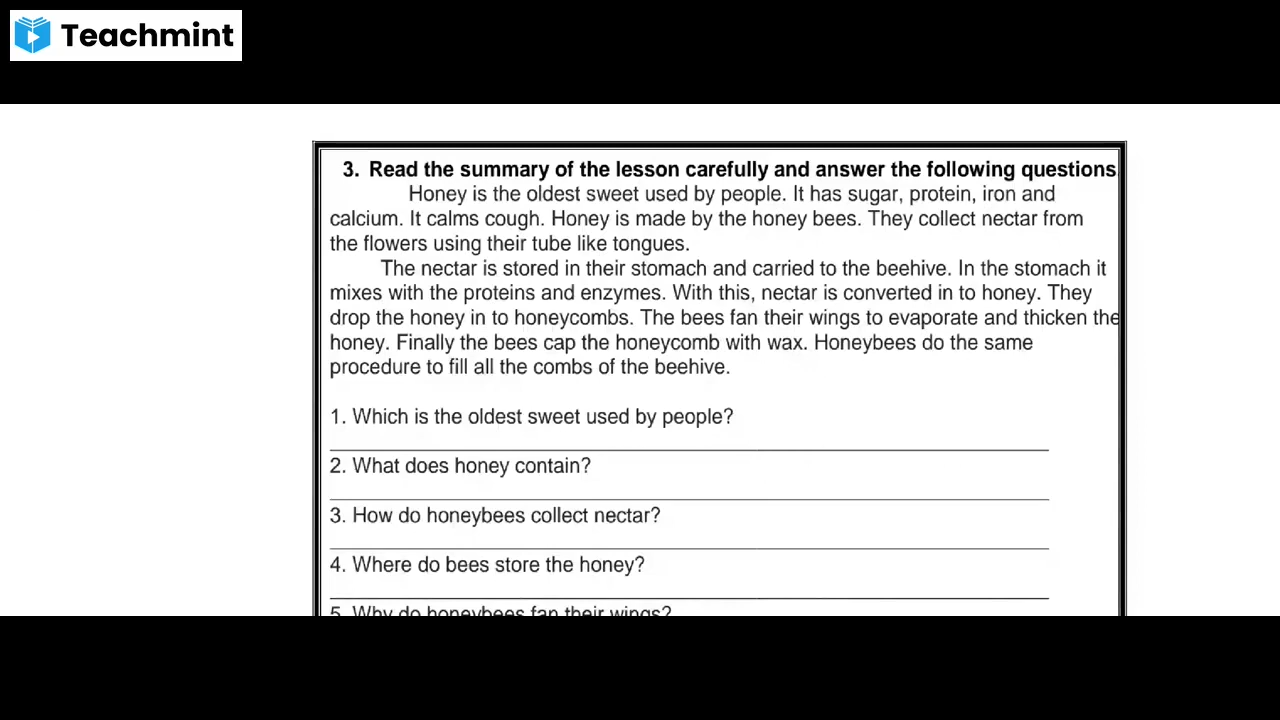 Teachmint
3. Read the summary of the lesson carefully and answer the following questions
Honey is the oldest sweet used by people. It has sugar, protein, iron and
calcium. It calms cough. Honey is made by the honey bees. They collect nectar from
the flowers using their tube like tongues.
The nectar is stored in their stomach and carried to the beehive. In the stomach it
mixes with the proteins and enzymes. With this, nectar is converted in to honey. They
drop the honey in to honeycombs. The bees fan their wings to evaporate and thicken the
honey. Finally the bees cap the honeycomb with wax. Honeybees do the same
procedure to fill all the combs of the beehive.
1. Which is the oldest sweet used by people?
2. What does honey contain?
3. How do honeybees collect nectar?
4. Where do bees store the honey?
5. Why do honeybees fan their wings?